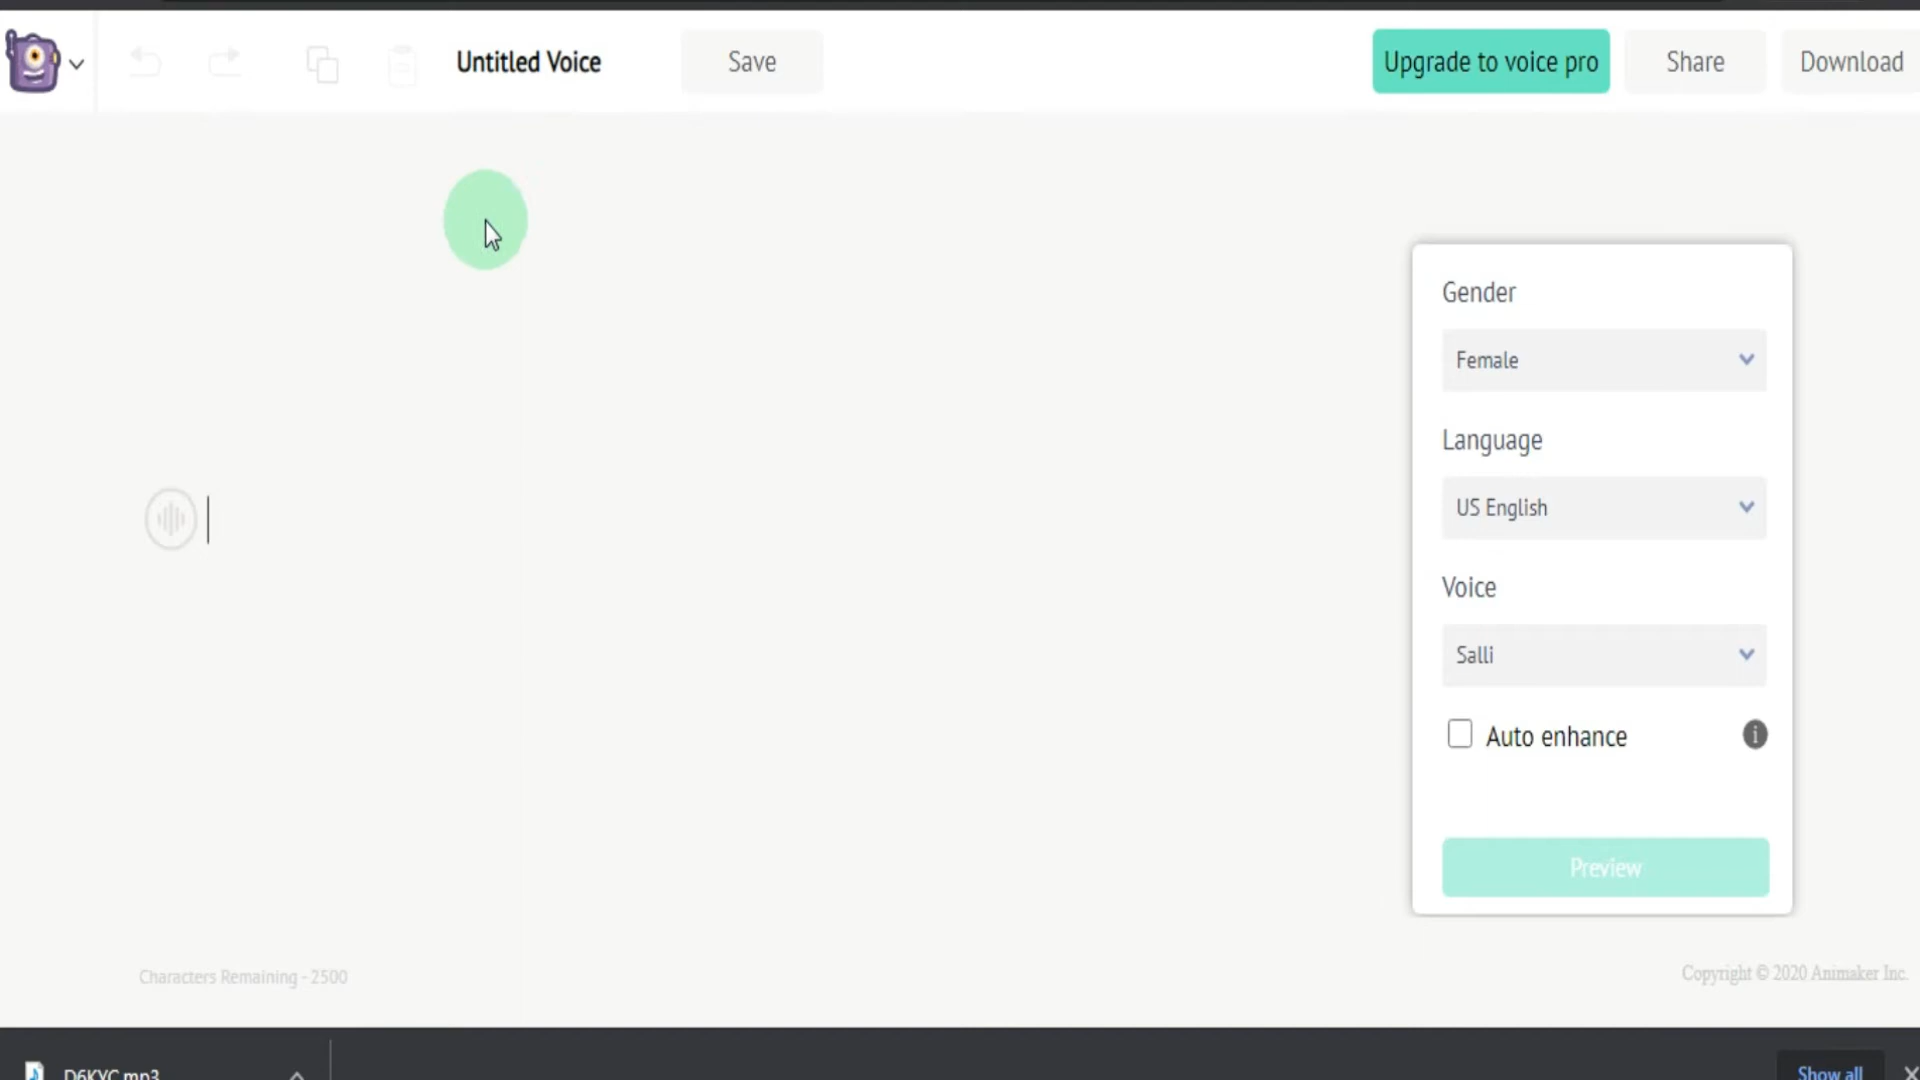 Untitled Voice
Save
Upgrade to voice pro
Share
Download
Gender
Female
Language
US English
Voice
Salli
Auto enhance
Preview
Characters Remaining - 2500
Copyright © 2020 Animaker Inc.
D6KYC.mp3
Show all